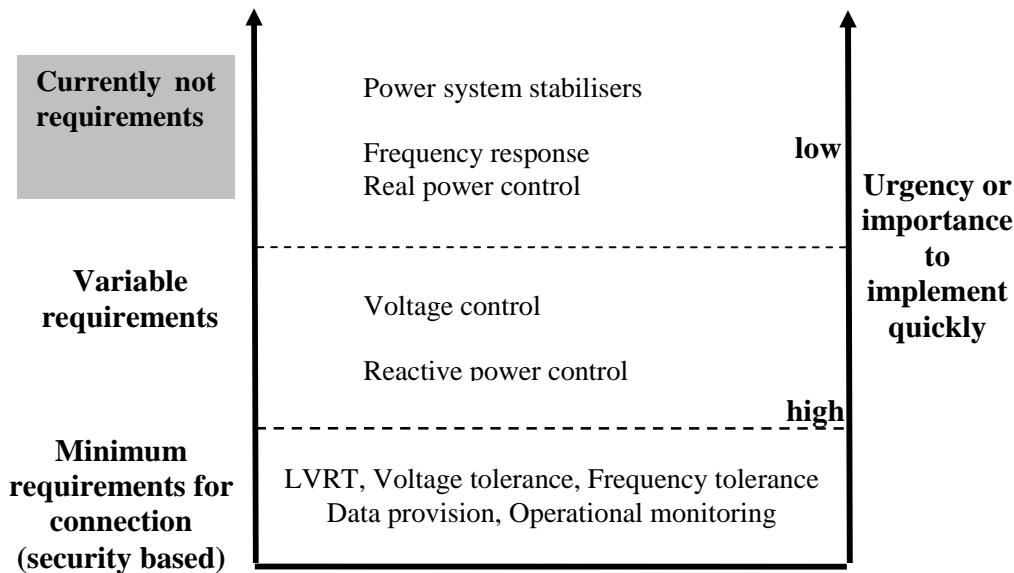 Currently not
requirements
Power system stabilisers
Frequency response
Real power control
low
Urgency or
importance
to
implement
quickly
Variable
requirements
Voltage control
Reactive power control
high
Minimum
requirements for
connection
(security based)
LVRT, Voltage tolerance, Frequency tolerance
Data provision, Operational monitoring